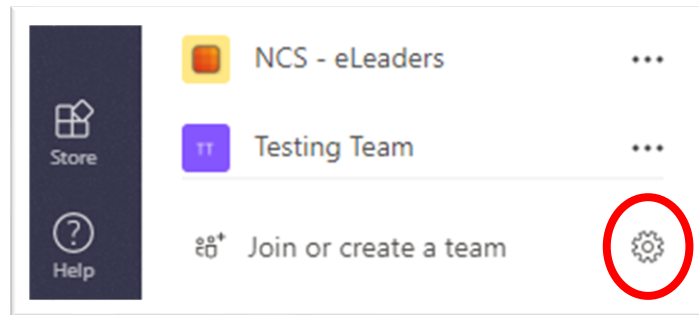 NCS - eLeaders
Store
TT
Testing Team
Help
Join or create a team